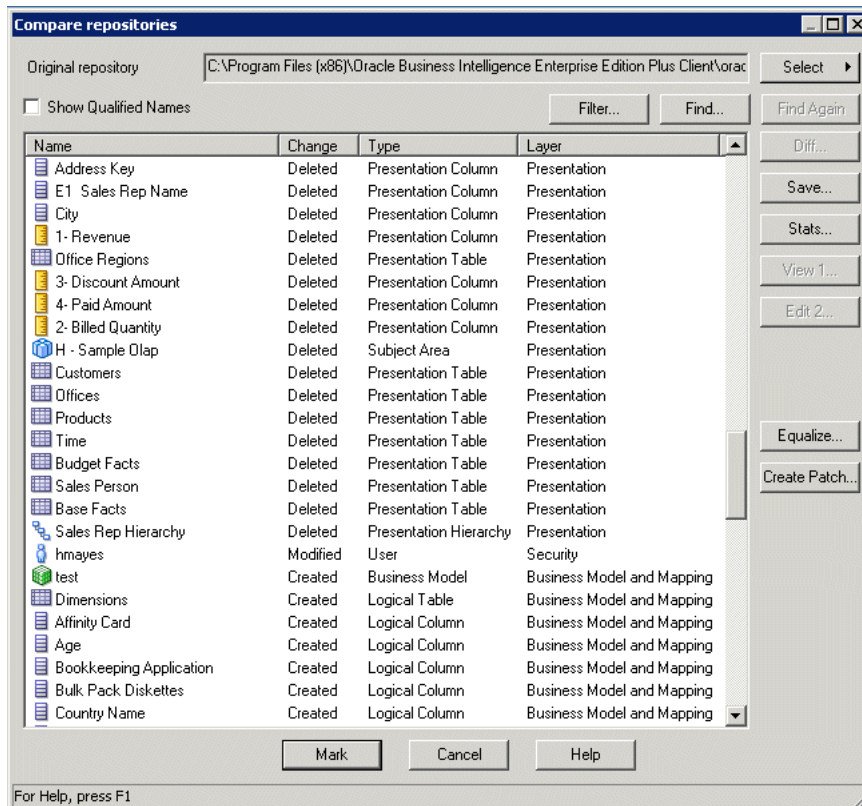 Compare repositories
Original repository C:\Program Files (x86)\Oracle Business Intelligence Enterprise Edition Plus Client\orac Select
Show Qualified Names Filter... Find... Find Again
Name Change Type Layer Diff...
Address Key Deleted Presentation Column Presentation
E1 Sales Rep Name Deleted Presentation Column Presentation Save...
City Deleted Presentation Column Presentation
1- Revenue Deleted Presentation Column Presentation Stats...
Office Regions Deleted Presentation Table Presentation
3- Discount Amount Deleted Presentation Column Presentation View 1...
4- Paid Amount Deleted Presentation Column Presentation
2- Billed Quantity Deleted Presentation Column Presentation Edit 2...
H - Sample Olap Deleted Subject Area Presentation
Customers Deleted Presentation Table Presentation
Offices Deleted Presentation Table Presentation
Products Deleted Presentation Table Presentation
Time Deleted Presentation Table Presentation Equalize...
Budget Facts Deleted Presentation Table Presentation
Sales Person Deleted Presentation Table Presentation Create Patch...
Base Facts Deleted Presentation Table Presentation
Sales Rep Hierarchy Deleted Presentation Hierarchy Presentation
hmayes Modified User Security
test Created Business Model Business Model and Mapping
Dimensions Created Logical Table Business Model and Mapping
Affinity Card Created Logical Column Business Model and Mapping
Age Created Logical Column Business Model and Mapping
Bookkeeping Application Created Logical Column Business Model and Mapping
Bulk Pack Diskettes Created Logical Column Business Model and Mapping
Country Name Created Logical Column Business Model and Mapping
Mark Cancel Help
For Help, press F1